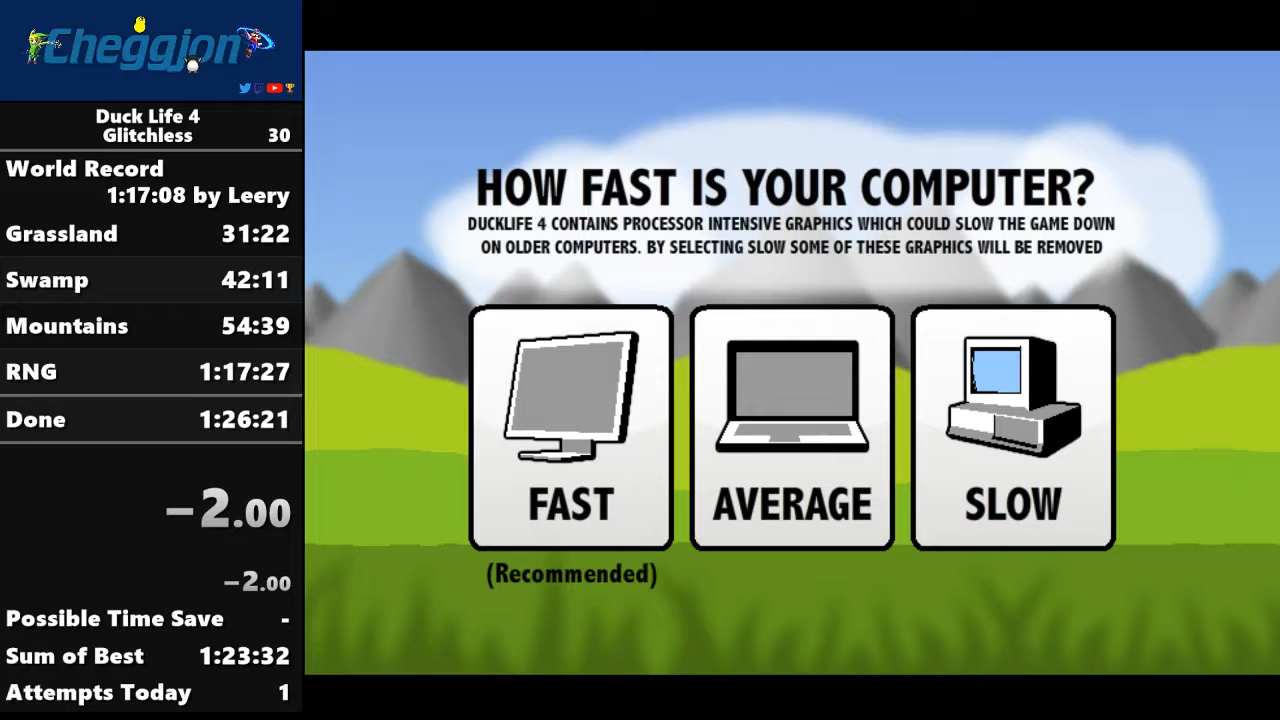 Cheggjon
Duck Life 4
Glitchless 30
World Record
1:17:08 by Leery
Grassland 31:22
Swamp 42:11
Mountains 54:39
RNG 1:17:27
Done 1:26:21
−2.00
−2.00
Possible Time Save -
Sum of Best 1:23:32
Attempts Today 1
HOW FAST IS YOUR COMPUTER?
DUCKLIFE 4 CONTAINS PROCESSOR INTENSIVE GRAPHICS WHICH COULD SLOW THE GAME DOWN
ON OLDER COMPUTERS. BY SELECTING SLOW SOME OF THESE GRAPHICS WILL BE REMOVED
FAST
AVERAGE
SLOW
(Recommended)